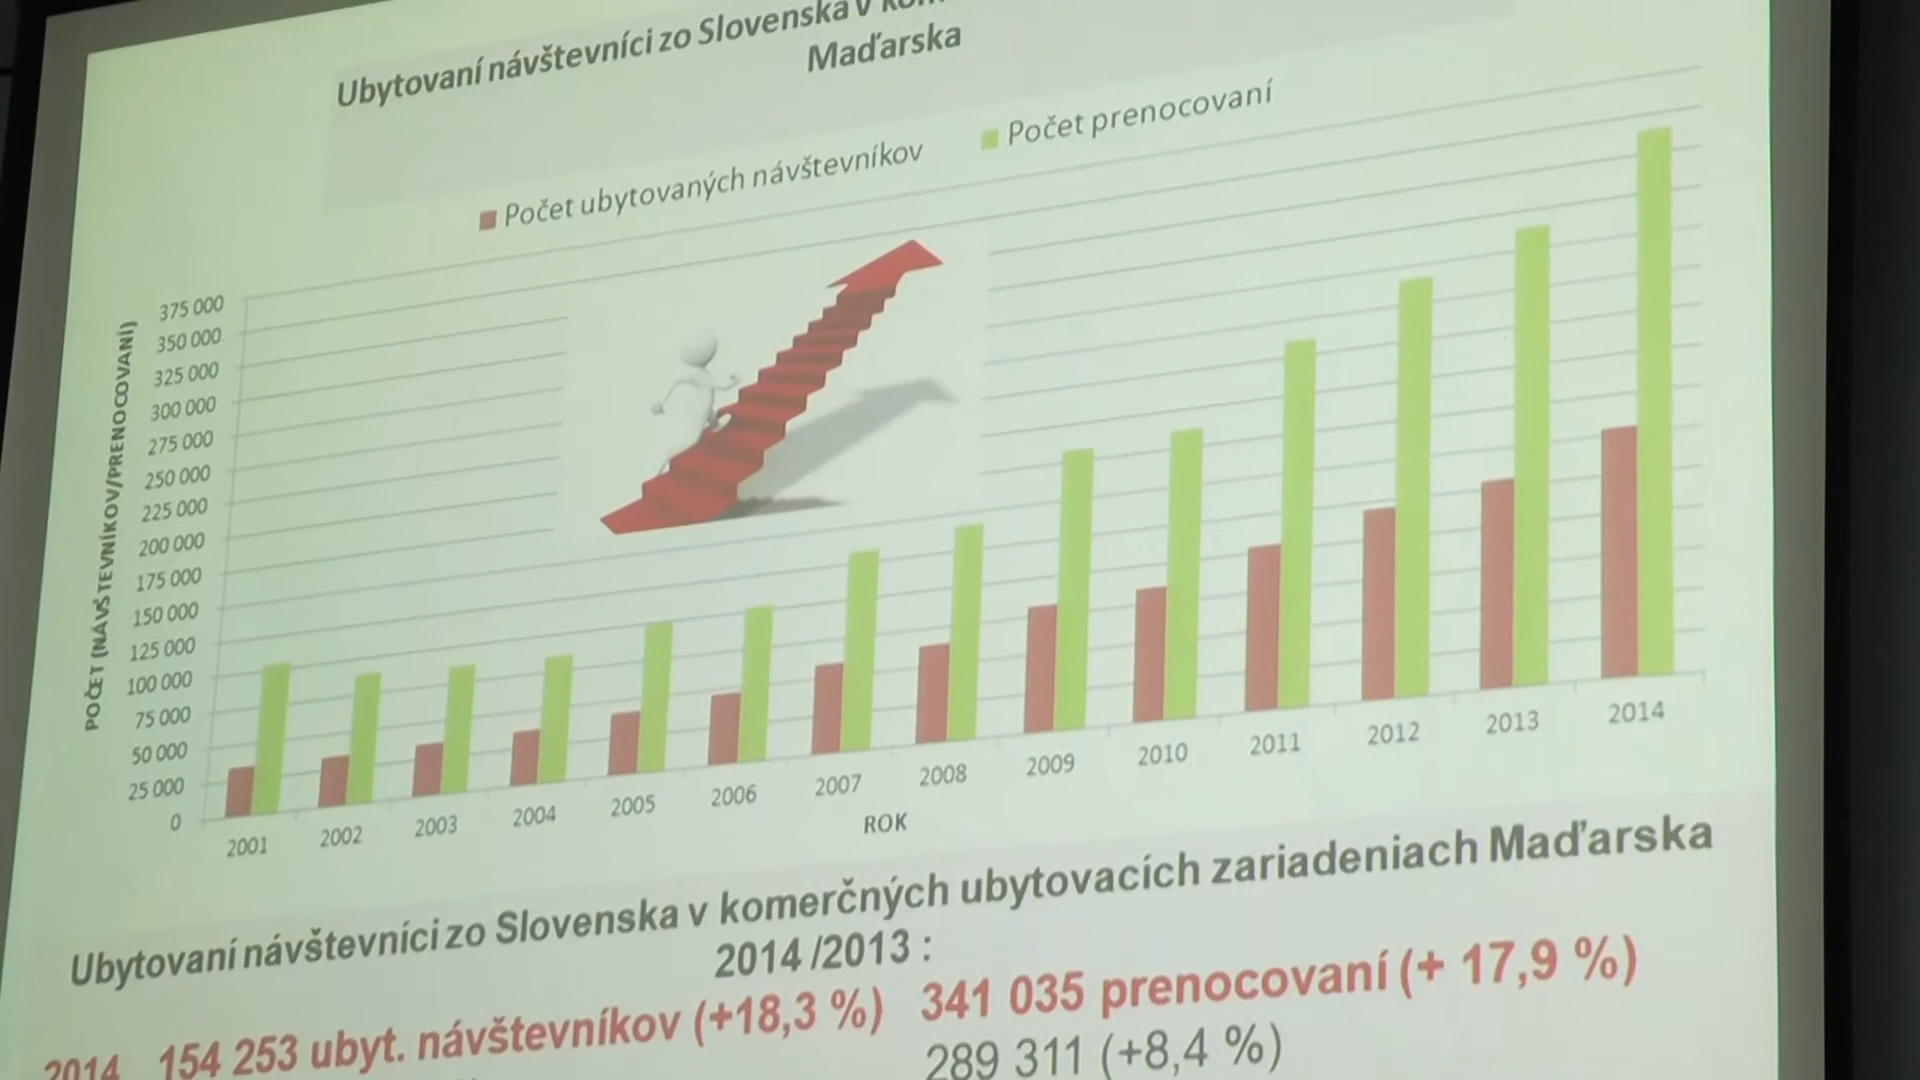 Ubytovaní návštevníci zo Slovenska v
Maďarska
Počet ubytovaných návštevníkov
Počet prenocovaní
POČET (NÁVŠTEVNÍKOV/PRENOCOVANÍ)
375 000
350 000
325 000
300 000
275 000
250 000
225 000
200 000
175 000
150 000
125 000
100 000
75 000
50 000
25 000
0
2001 2002 2003 2004 2005 2006 2007 2008 2009 2010 2011 2012 2013 2014
ROK
Ubytovaní návštevníci zo Slovenska v komerčných ubytovacích zariadeniach Maďarska
2014 /2013 :
2014 154 253 ubyt. návštevníkov (+18,3 %) 341 035 prenocovaní (+ 17,9 %)
289 311 (+8,4 %)